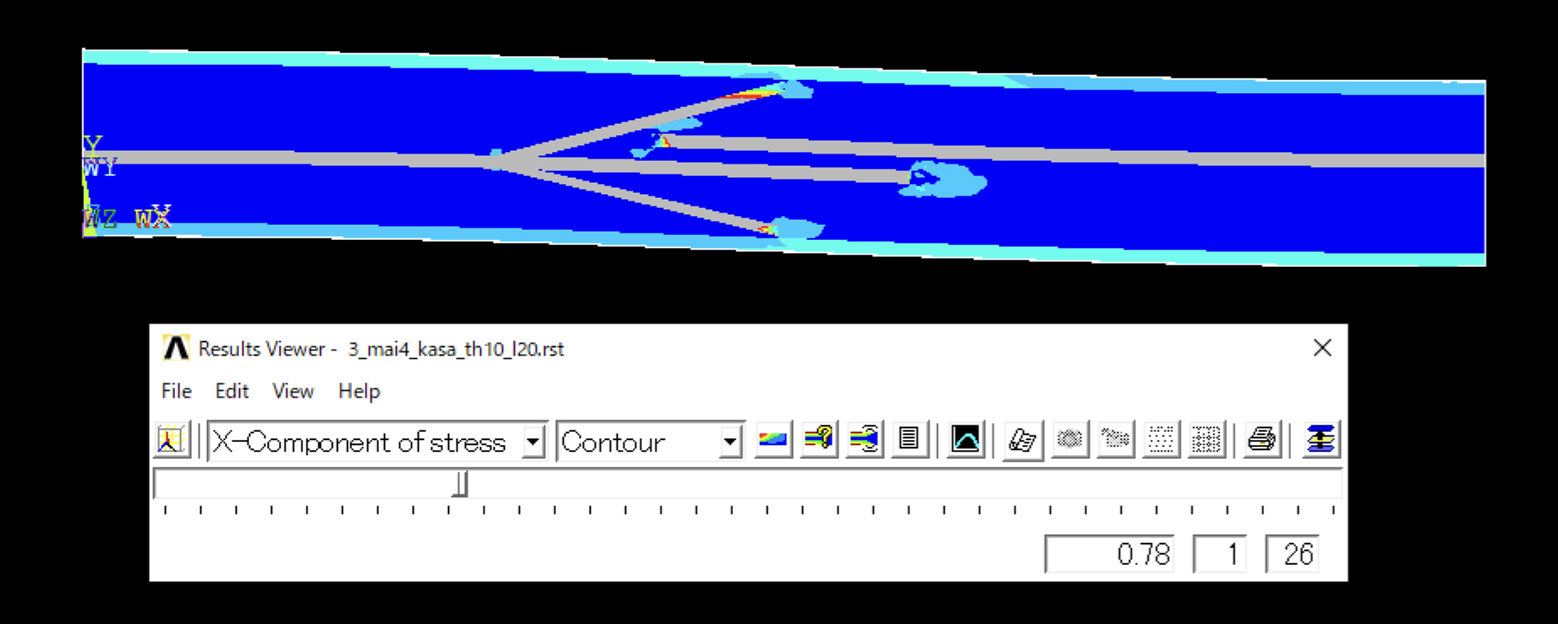 Y
WY
WZ WX
Results Viewer - 3_mai4_kasa_th10_l20.rst
File Edit View Help
X-Component of stress Contour
0.78 1 26